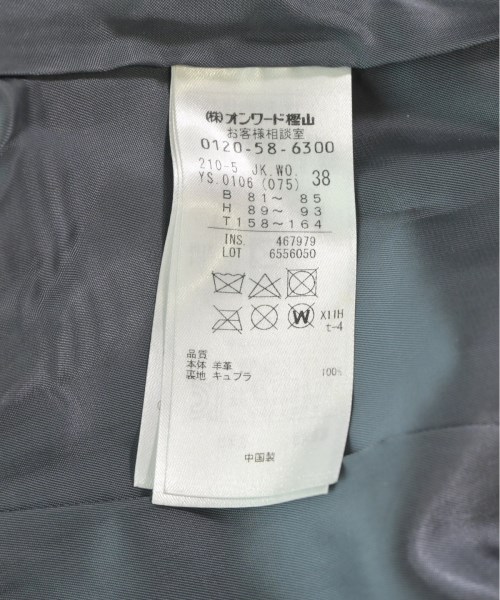 (株)オンワード樫山
お客様相談室
0120-58-6300
210-5 JK.WO.
YS.0106 (075) 38
B 81～ 85
H 89～ 93
T158～164
INS. 467979
LOT 6556050
W X11H
t-4
品質
本体 羊革
裏地 キュプラ 100%
中国製